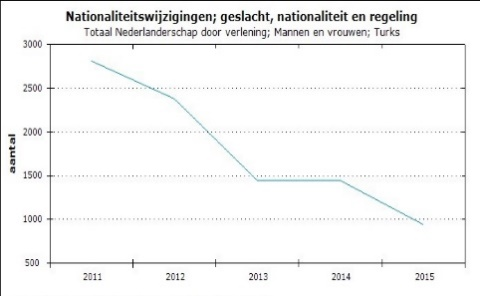 Nationaliteitswijzigingen; geslacht, nationaliteit en regeling
Totaal Nederlanderschap door verlening; Mannen en vrouwen; Turks
3000
2500
2000
1500
1000
500
aantal
2011 2012 2013 2014 2015